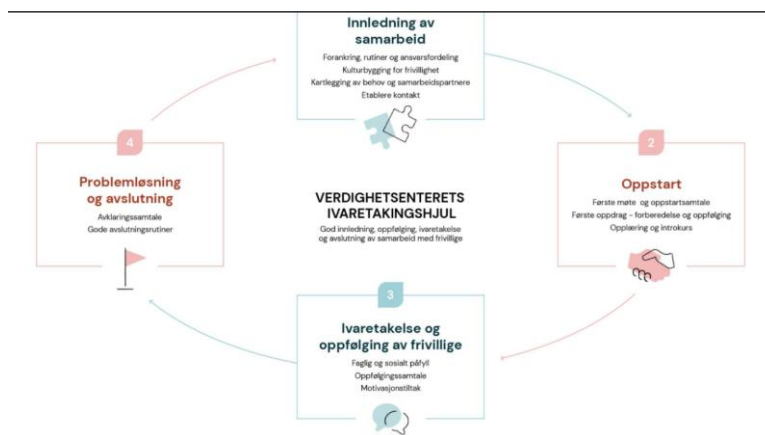 Innledning av
samarbeid
Forankring, rutiner og ansvarsfordeling
Kulturbygging for frivillighet
Kartlegging av behov og samarbeidspartnere
Etablere kontakt
2
Oppstart
Første møte og oppstartsamtale
Første oppdrag - forberedelse og oppfølging
Opplæring og introkurs
3
Ivaretakelse og
oppfølging av frivillige
Faglig og sosialt påfyll
Oppfølgingssamtale
Motivasjonstiltak
4
Problemløsning
og avslutning
Avklaringssamtale
Gode avslutningsrutiner
VERDIGHETSENTERETS
IVARETAKINGSHJUL
God innledning, oppfølging, ivaretakelse
og avslutning av samarbeid med frivillige